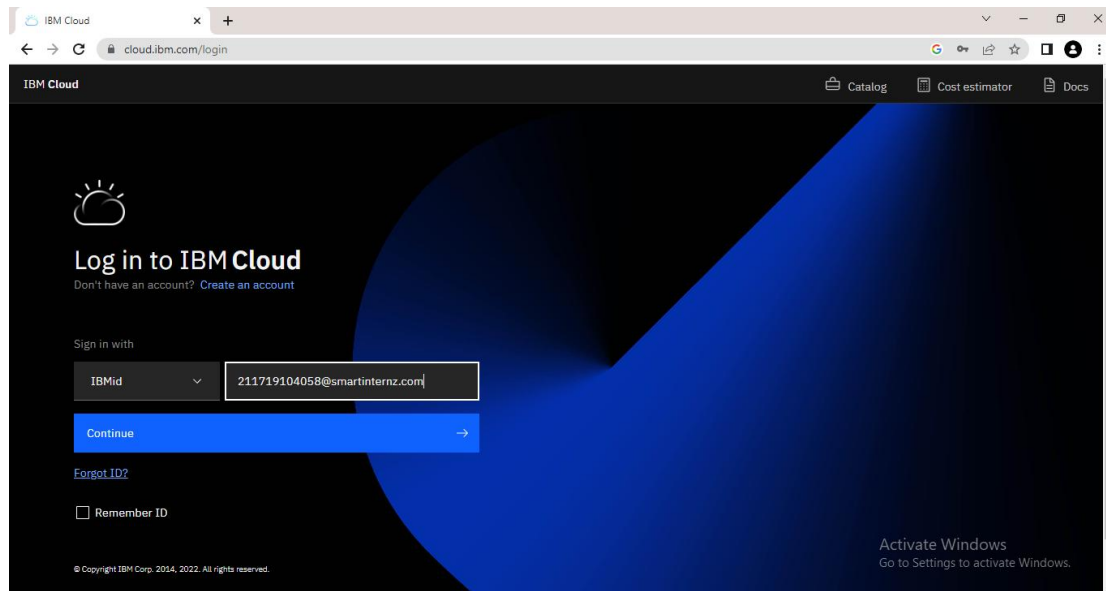 IBM Cloud
cloud.ibm.com/login
IBM Cloud
Catalog
Cost estimator
Docs
Log in to IBM Cloud
Don't have an account? Create an account
Sign in with
IBMid
211719104058@smartinternz.com
Continue
Forgot ID?
Remember ID
Activate Windows
Go to Settings to activate Windows.
© Copyright IBM Corp. 2014, 2022. All rights reserved.